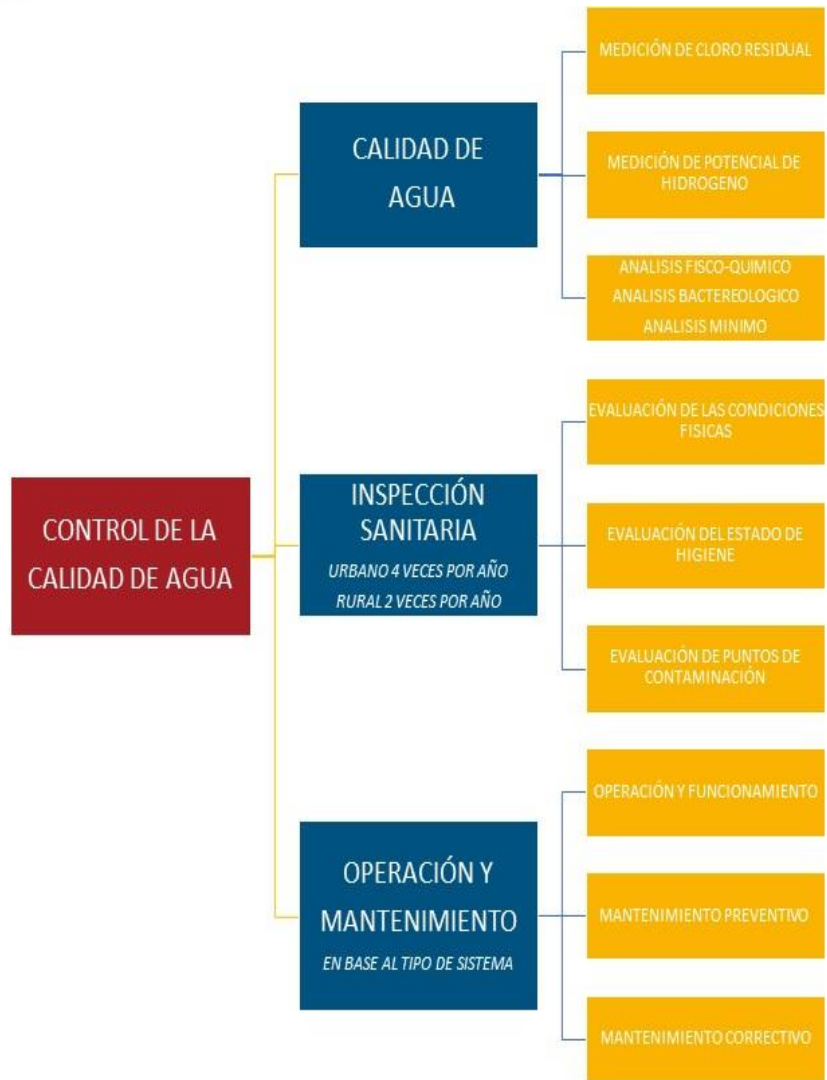 CONTROL DE LA
CALIDAD DE AGUA
CALIDAD DE
AGUA
MEDICIÓN DE CLORO RESIDUAL
MEDICIÓN DE POTENCIAL DE
HIDROGENO
ANALISIS FISCO-QUIMICO
ANALISIS BACTEREOLOGICO
ANALISIS MINIMO
INSPECCIÓN
SANITARIA
URBANO 4 VECES POR AÑO
RURAL 2 VECES POR AÑO
EVALUACIÓN DE LAS CONDICIONES
FISICAS
EVALUACIÓN DEL ESTADO DE
HIGIENE
EVALUACIÓN DE PUNTOS DE
CONTAMINACIÓN
OPERACIÓN Y
MANTENIMIENTO
EN BASE AL TIPO DE SISTEMA
OPERACIÓN Y FUNCIONAMIENTO
MANTENIMIENTO PREVENTIVO
MANTENIMIENTO CORRECTIVO